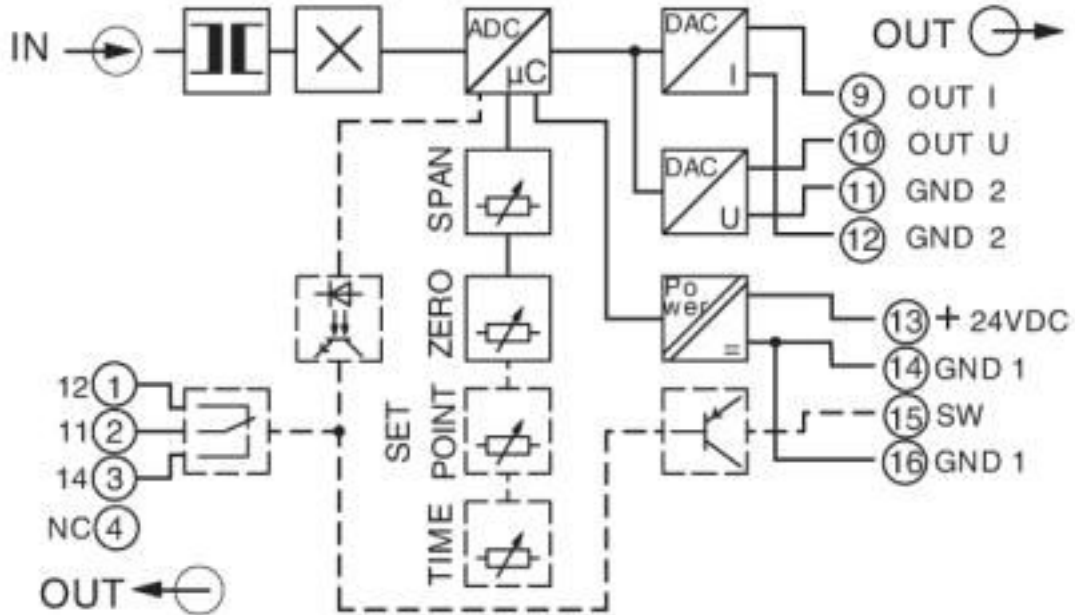 IN
ADC
µC
DAC
I
OUT
9 OUT I
10 OUT U
11 GND 2
12 GND 2
DAC
U
SPAN
ZERO
SET
POINT
TIME
Po
wer
=
13 + 24VDC
14 GND 1
15 SW
16 GND 1
12 1
11 2
14 3
NC 4
OUT